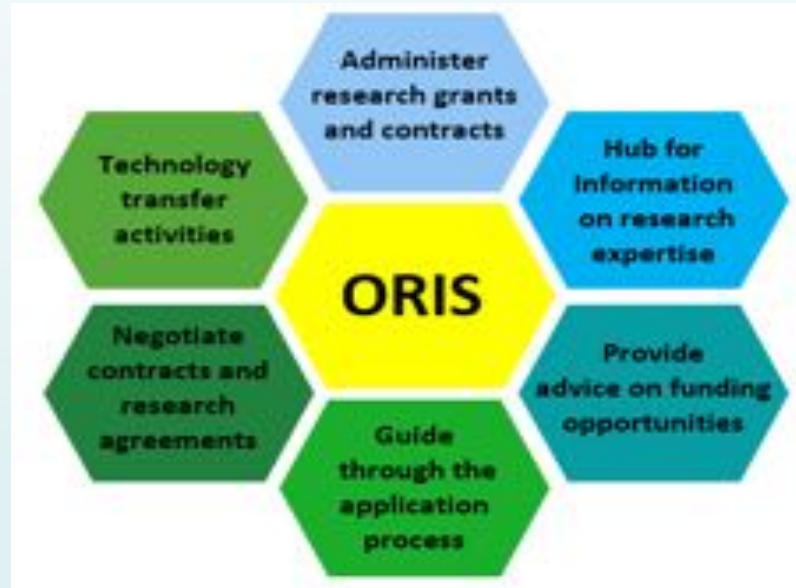 Administer
research grants
and contracts
Hub for
Information
on research
expertise
Provide
advice on funding
opportunities
Guide
through the
application
process
Negotiate
contracts and
research
agreements
Technology
transfer
activities
ORIS